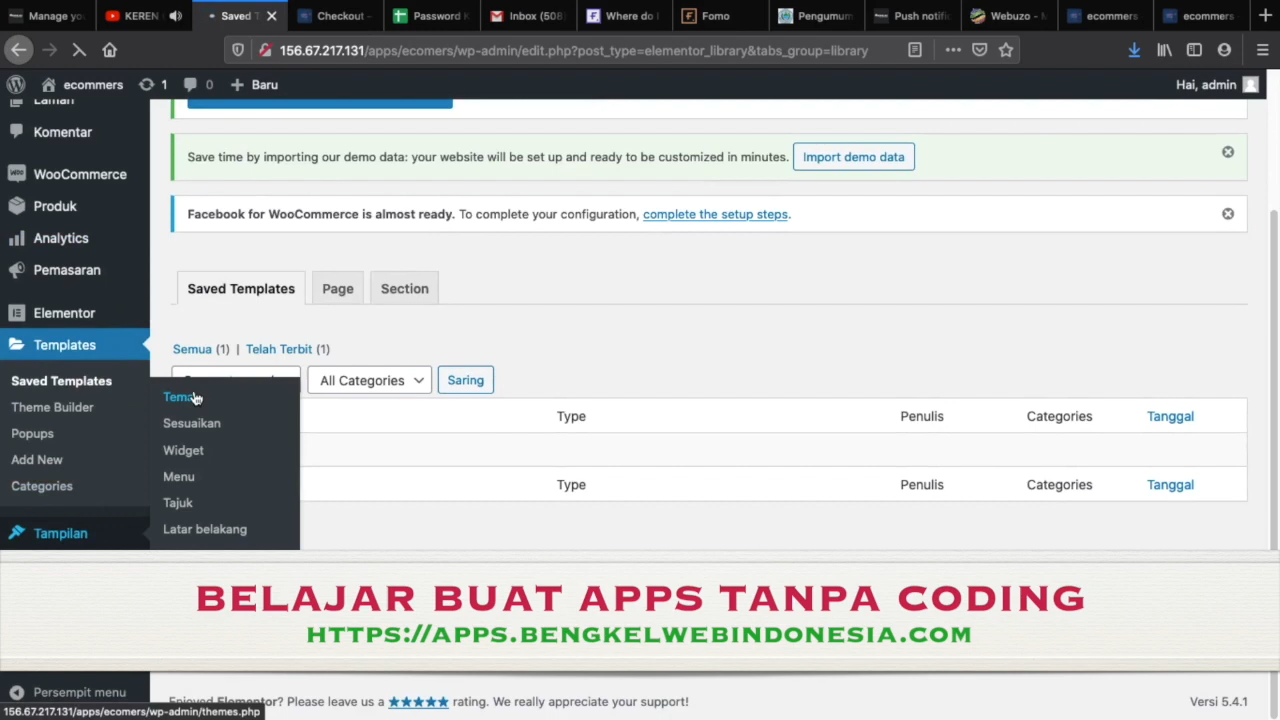 Manage yo
KEREN
Saved T
Checkout –
Password K
Inbox (508
Where do I
Fomo
Pengumum
Push notific
Webuzo - M
ecommers
ecommers
156.67.217.131/apps/ecomers/wp-admin/edit.php?post_type=elementor_library&tabs_group=library
ecommers
1
0
Baru
Hai, admin
Laman
Komentar
WooCommerce
Produk
Analytics
Pemasaran
Elementor
Templates
Saved Templates
Theme Builder
Popups
Add New
Categories
Tampilan
Tema
Sesuaikan
Widget
Menu
Tajuk
Latar belakang
Save time by importing our demo data: your website will be set up and ready to be customized in minutes. Import demo data
Facebook for WooCommerce is almost ready. To complete your configuration, complete the setup steps.
Saved Templates
Page
Section
Semua (1) | Telah Terbit (1)
All Categories
Saring
Type Penulis Categories Tanggal
Type Penulis Categories Tanggal
BELAJAR BUAT APPS TANPA CODING
HTTPS://APPS.BENGKELWEBINDONESIA.COM
Persempit menu
Enjoyed Elementor? Please leave us a ★★★★★ rating. We really appreciate your support!
Versi 5.4.1
156.67.217.131/apps/ecomers/wp-admin/themes.php